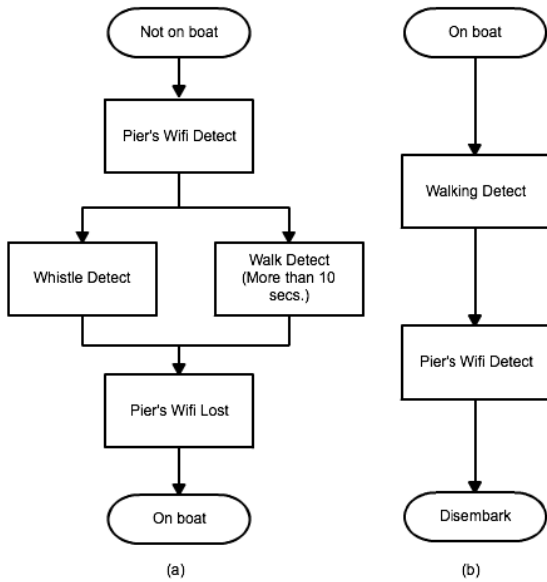 Not on boat
Pier's Wifi Detect
Whistle Detect
Walk Detect
(More than 10
secs.)
Pier's Wifi Lost
On boat
(a)
On boat
Walking Detect
Pier's Wifi Detect
Disembark
(b)